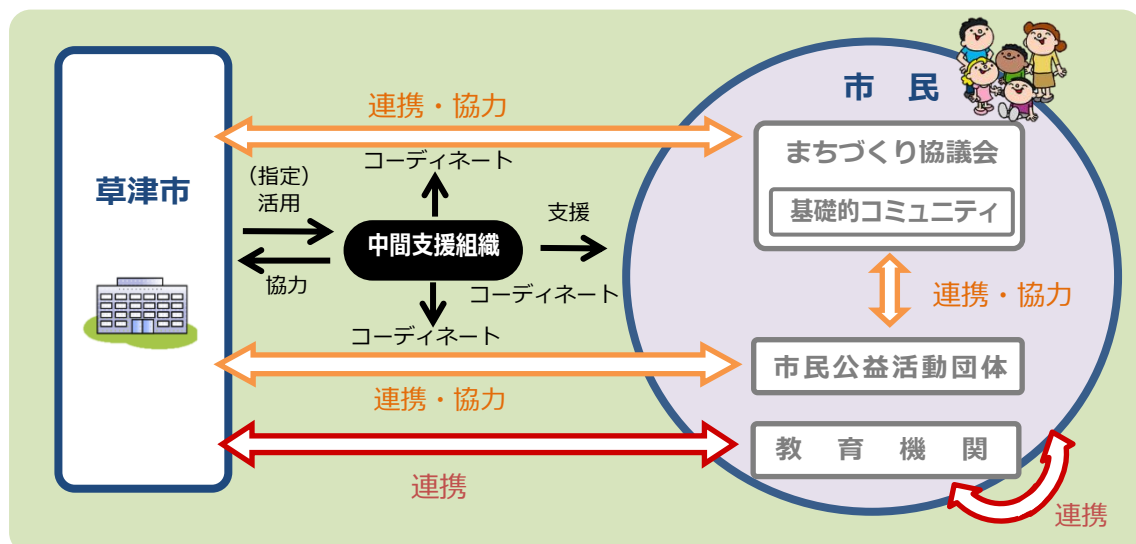 市 民
連携・協力
まちづくり協議会
コーディネート
(指定)
活用
草津市
基礎的コミュニティ
支援
中間支援組織
協力
コーディネート
連携・協力
コーディネート
市民公益活動団体
連携・協力
教 育 機 関
連携
連携